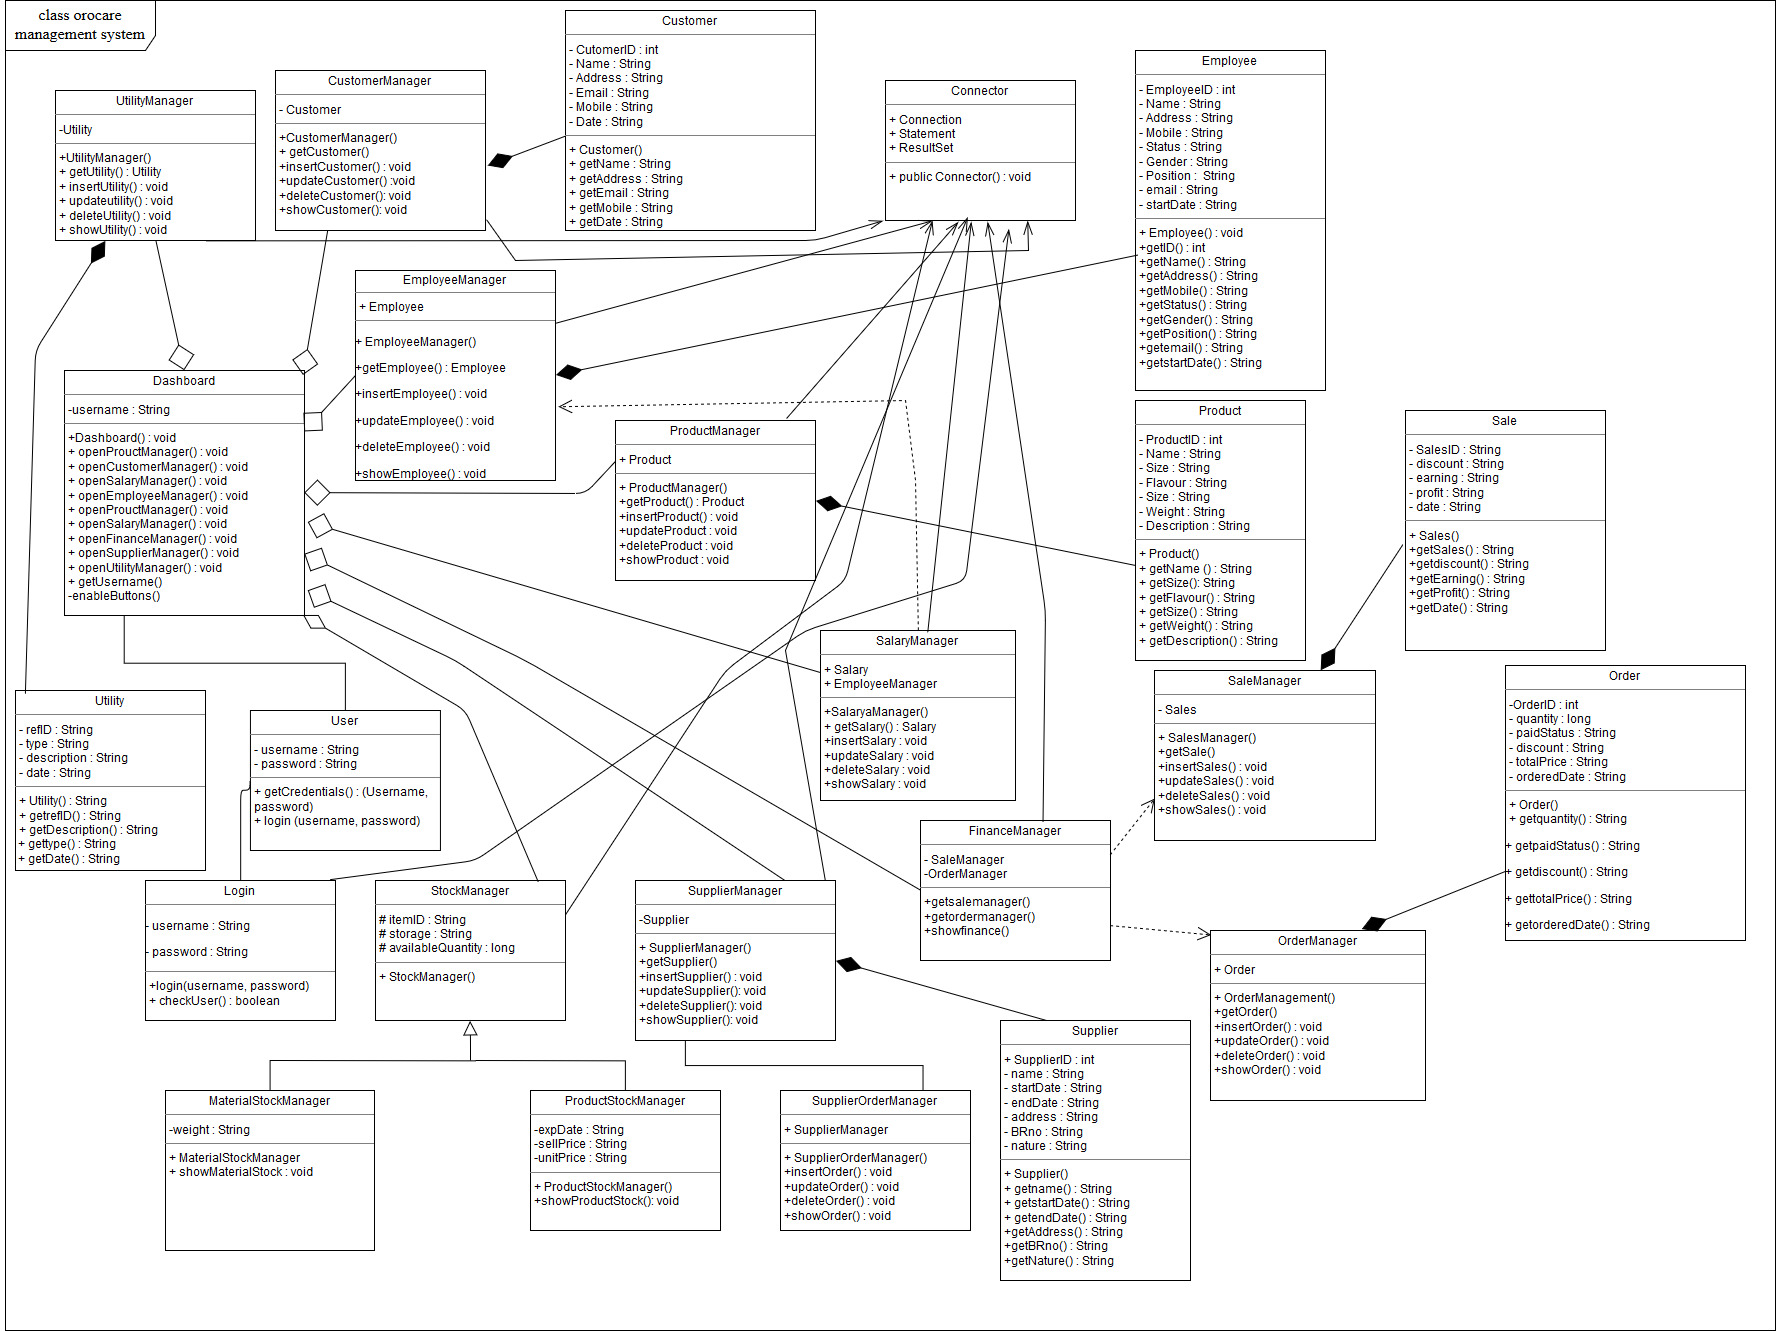 class orocare
management system
UtilityManager
-Utility
+UtilityManager()
+ getUtility() : Utility
+ insertUtility() : void
+ updateutility() : void
+ deleteUtility() : void
+ showUtility() : void
CustomerManager
- Customer
+CustomerManager()
+ getCustomer()
+insertCustomer() : void
+updateCustomer() :void
+deleteCustomer() : void
+showCustomer(): void
Customer
- CutomerID : int
- Name : String
- Address : String
- Email : String
- Mobile : String
- Date : String
+ Customer()
+ getName : String
+ getAddress : String
+ getEmail : String
+ getMobile : String
+ getDate : String
Connector
+ Connection
+ Statement
+ ResultSet
+ public Connector() : void
Employee
- EmployeeID : int
- Name : String
- Address : String
- Mobile : String
- Status : String
- Gender : String
- Position : String
- email : String
- startDate : String
+ Employee() : void
+getID() : int
+getName() : String
+getAddress() : String
+getMobile() : String
+getStatus() : String
+getGender() : String
+getPosition() : String
+getemail() : String
+getstartDate() : String
EmployeeManager
+ Employee
+ EmployeeManager()
+getEmployee() : Employee
+insertEmployee() : void
+updateEmployee() : void
+deleteEmployee() : void
+showEmployee() : void
Dashboard
-username : String
+Dashboard() : void
+ openProuctManager() : void
+ openCustomerManager() : void
+ openSalaryManager() : void
+ openEmployeeManager() : void
+ openProuctManager() : void
+ openSalaryManager() : void
+ openFinanceManager() : void
+ openSupplierManager() : void
+ openUtilityManager() : void
+ getUsername()
-enableButtons()
ProductManager
+ Product
+ ProductManager()
+getProduct() : Product
+insertProduct() : void
+updateProduct : void
+deleteProduct : void
+showProduct : void
Product
- ProductID : int
- Name : String
- Size : String
- Flavour : String
- Size : String
- Weight : String
- Description : String
+ Product()
+ getName () : String
+ getSize(): String
+ getFlavour() : String
+ getSize() : String
+ getWeight() : String
+ getDescription() : String
Sale
- SalesID : String
- discount : String
- earning : String
- profit : String
- date : String
+ Sales()
+getSales() : String
+getdiscount() : String
+getEarning() : String
+getProfit() : String
+getDate() : String
SalaryManager
+ Salary
+ EmployeeManager
+SalaryaManager()
+ getSalary() : Salary
+insertSalary : void
+updateSalary : void
+deleteSalary : void
+showSalary : void
SaleManager
- Sales
+ SalesManager()
+getSale()
+insertSales() : void
+updateSales() : void
+deleteSales() : void
+showSales() : void
Order
-OrderID : int
- quantity : long
- paidStatus : String
- discount : String
- totalPrice : String
- orderedDate : String
+ Order()
+ getquantity() : String
+ getpaidStatus() : String
+ getdiscount() : String
+ gettotalPrice() : String
+ getorderedDate() : String
Utility
- refID : String
- type : String
- description : String
- date : String
+ Utility() : String
+ getrefID() : String
+ getDescription() : String
+ gettype() : String
+ getDate() : String
User
- username : String
- password : String
+ getCredentials() : (Username,
password)
+ login (username, password)
FinanceManager
- SaleManager
-OrderManager
+getsalemanager()
+getordermanager()
+showfinance()
Login
- username : String
- password : String
+login(username, password)
+ checkUser() : boolean
StockManager
# itemID : String
# storage : String
# availableQuantity : long
+ StockManager()
SupplierManager
-Supplier
+ SupplierManager()
+getSupplier()
+insertSupplier() : void
+updateSupplier(): void
+deleteSupplier(): void
+showSupplier(): void
OrderManager
+ Order
+ OrderManagement()
+getOrder()
+insertOrder() : void
+updateOrder() : void
+deleteOrder() : void
+showOrder() : void
Supplier
+ SupplierID : int
- name : String
- startDate : String
- endDate : String
- address : String
- BRno : String
- nature : String
+ Supplier()
+ getname() : String
+ getstartDate() : String
+ getendDate() : String
+getAddress() : String
+getBRno() : String
+getNature() : String
MaterialStockManager
-weight : String
+ MaterialStockManager
+ showMaterialStock : void
ProductStockManager
-expDate : String
-sellPrice : String
-unitPrice : String
+ ProductStockManager()
+showProductStock(): void
SupplierOrderManager
+ SupplierManager
+ SupplierOrderManager()
+insertOrder() : void
+updateOrder() : void
+deleteOrder() : void
+showOrder() : void